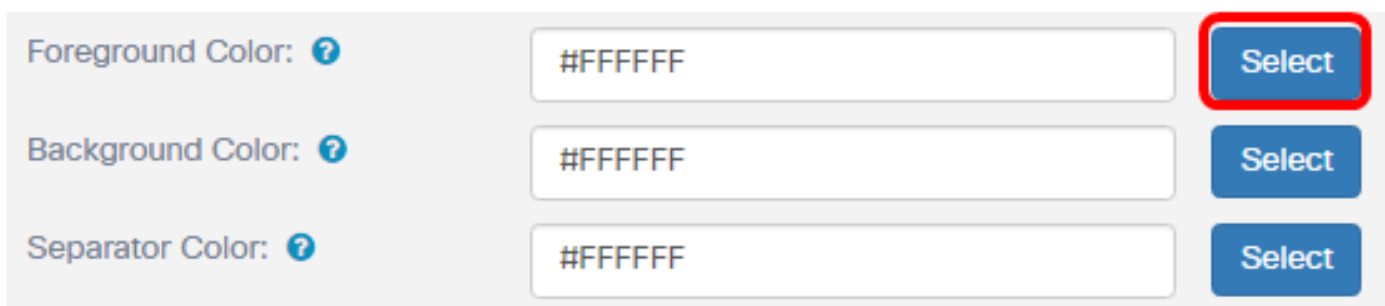 Foreground Color: ? #FFFFFF Select
Background Color: ? #FFFFFF Select
Separator Color: ? #FFFFFF Select